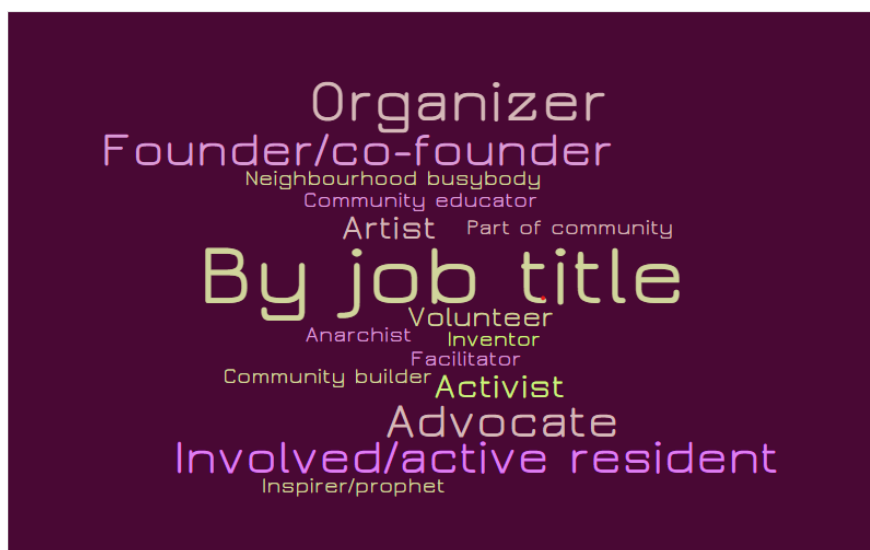 Organizer
Founder/co-founder
Neighbourhood busybody
Community educator
Artist
Part of community
By job title
Volunteer
Anarchist
Inventor
Facilitator
Community builder
Activist
Advocate
Involved/active resident
Inspirer/prophet